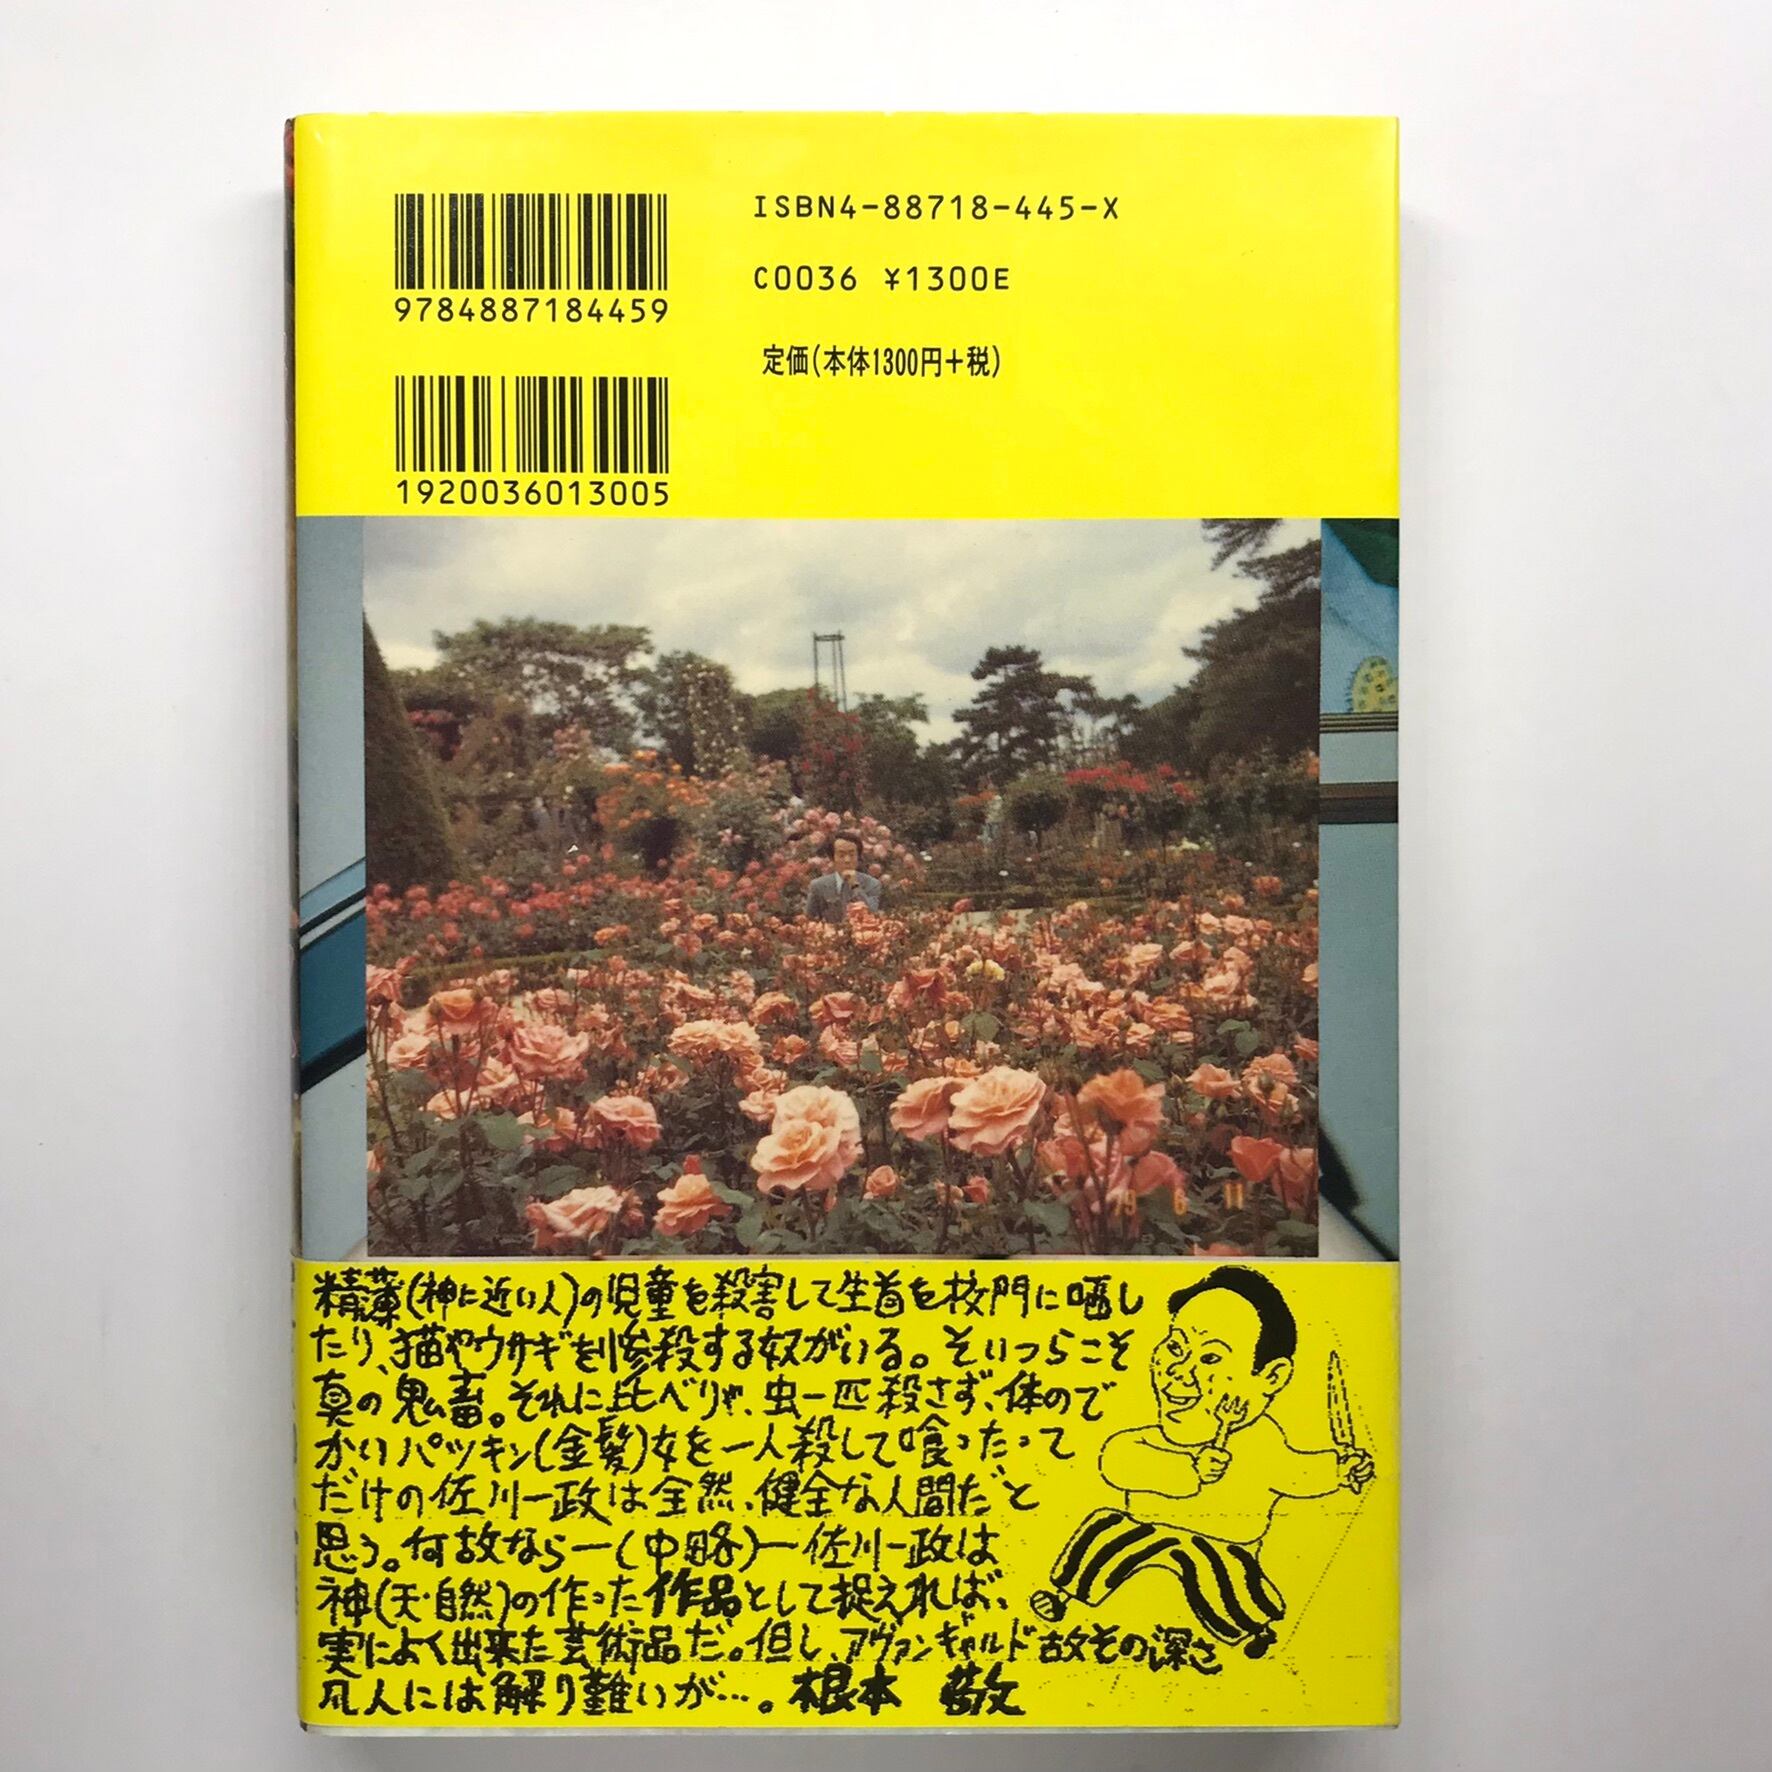 ISBN4-88718-445-X
C0036 ¥1300E
定価(本体1300円+税)
9784887184459
1920036013005
79 6 11
精薄(神に近い人)の児童を殺害して生首を校門に晒し
たり、猫やウサギを惨殺する奴がいる。そいつらこそ
真の鬼畜。それに比べりゃ、虫一匹殺さず、体ので
かいパツキン(金髪)女を一人殺して喰ったって
だけの佐川一政は全然、健全な人間だと
思う。何故なら―(中略)―佐川一政は
神(天・自然)の作った作品として捉えれば、
実によく出来た芸術品だ。但し、アヴァンギャルド故その深さ
凡人には解り難いが…。根本 敬